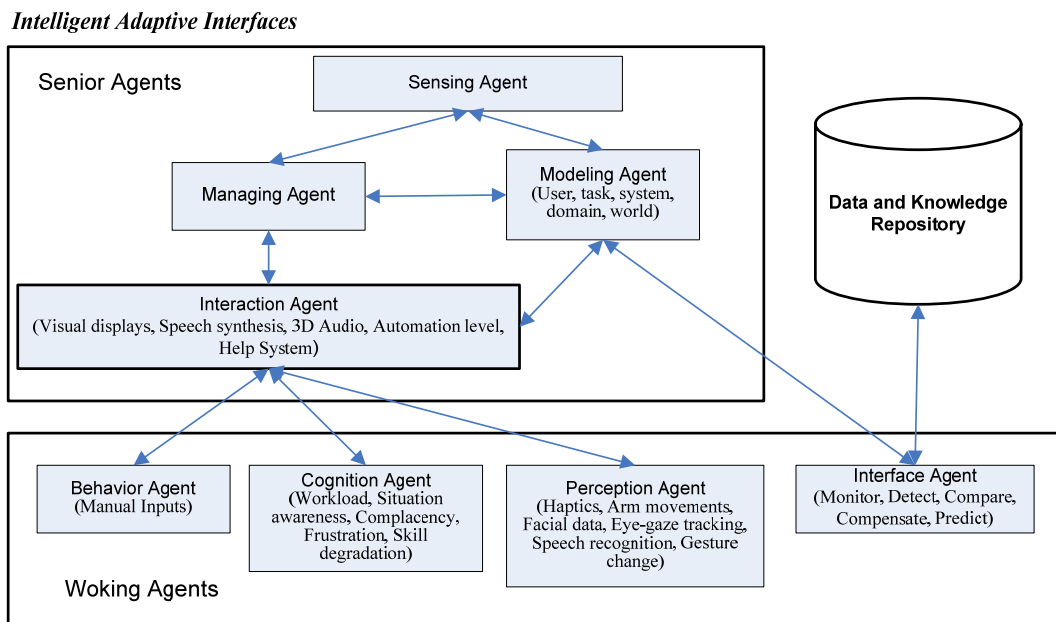 Intelligent Adaptive Interfaces
Senior Agents
Sensing Agent
Managing Agent
Modeling Agent
(User, task, system,
domain, world)
Data and Knowledge
Repository
Interaction Agent
(Visual displays, Speech synthesis, 3D Audio, Automation level,
Help System)
Behavior Agent
(Manual Inputs)
Cognition Agent
(Workload, Situation
awareness, Complacency,
Frustration, Skill
degradation)
Perception Agent
(Haptics, Arm movements,
Facial data, Eye-gaze tracking,
Speech recognition, Gesture
change)
Interface Agent
(Monitor, Detect, Compare,
Compensate, Predict)
Woking Agents